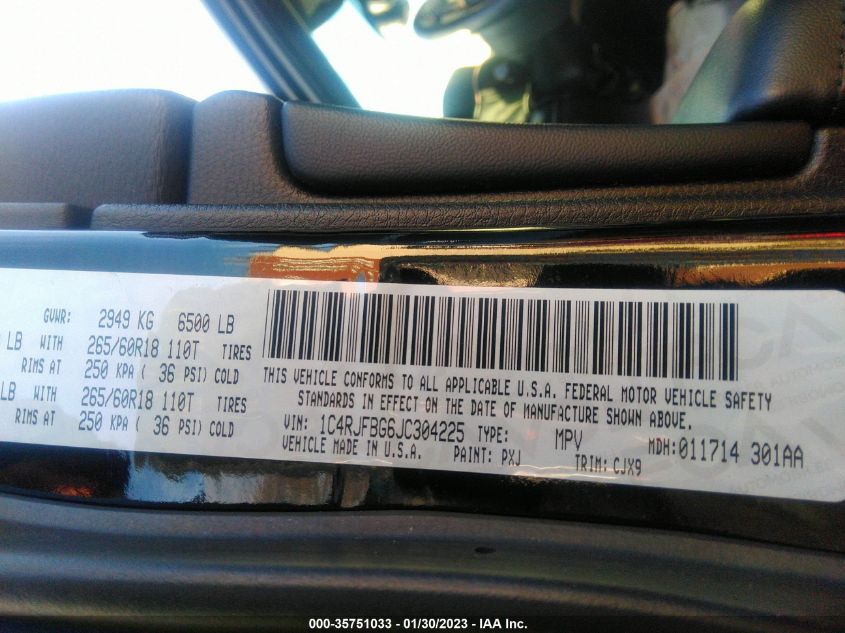 GVWR: 2949 KG 6500 LB
LB WITH 265/60R18 110T TIRES
RIMS AT 250 KPA ( 36 PSI) COLD
LB WITH 265/60R18 110T TIRES
RIMS AT 250 KPA ( 36 PSI) COLD
THIS VEHICLE CONFORMS TO ALL APPLICABLE U.S.A. FEDERAL MOTOR VEHICLE SAFETY
STANDARDS IN EFFECT ON THE DATE OF MANUFACTURE SHOWN ABOVE.
VIN: 1C4RJFBG6JC304225 TYPE: MPV MDH:011714 301AA
VEHICLE MADE IN U.S.A. PAINT: PXJ TRIM: CJX9
000-35751033 — 01/30/2023 — IAA Inc.